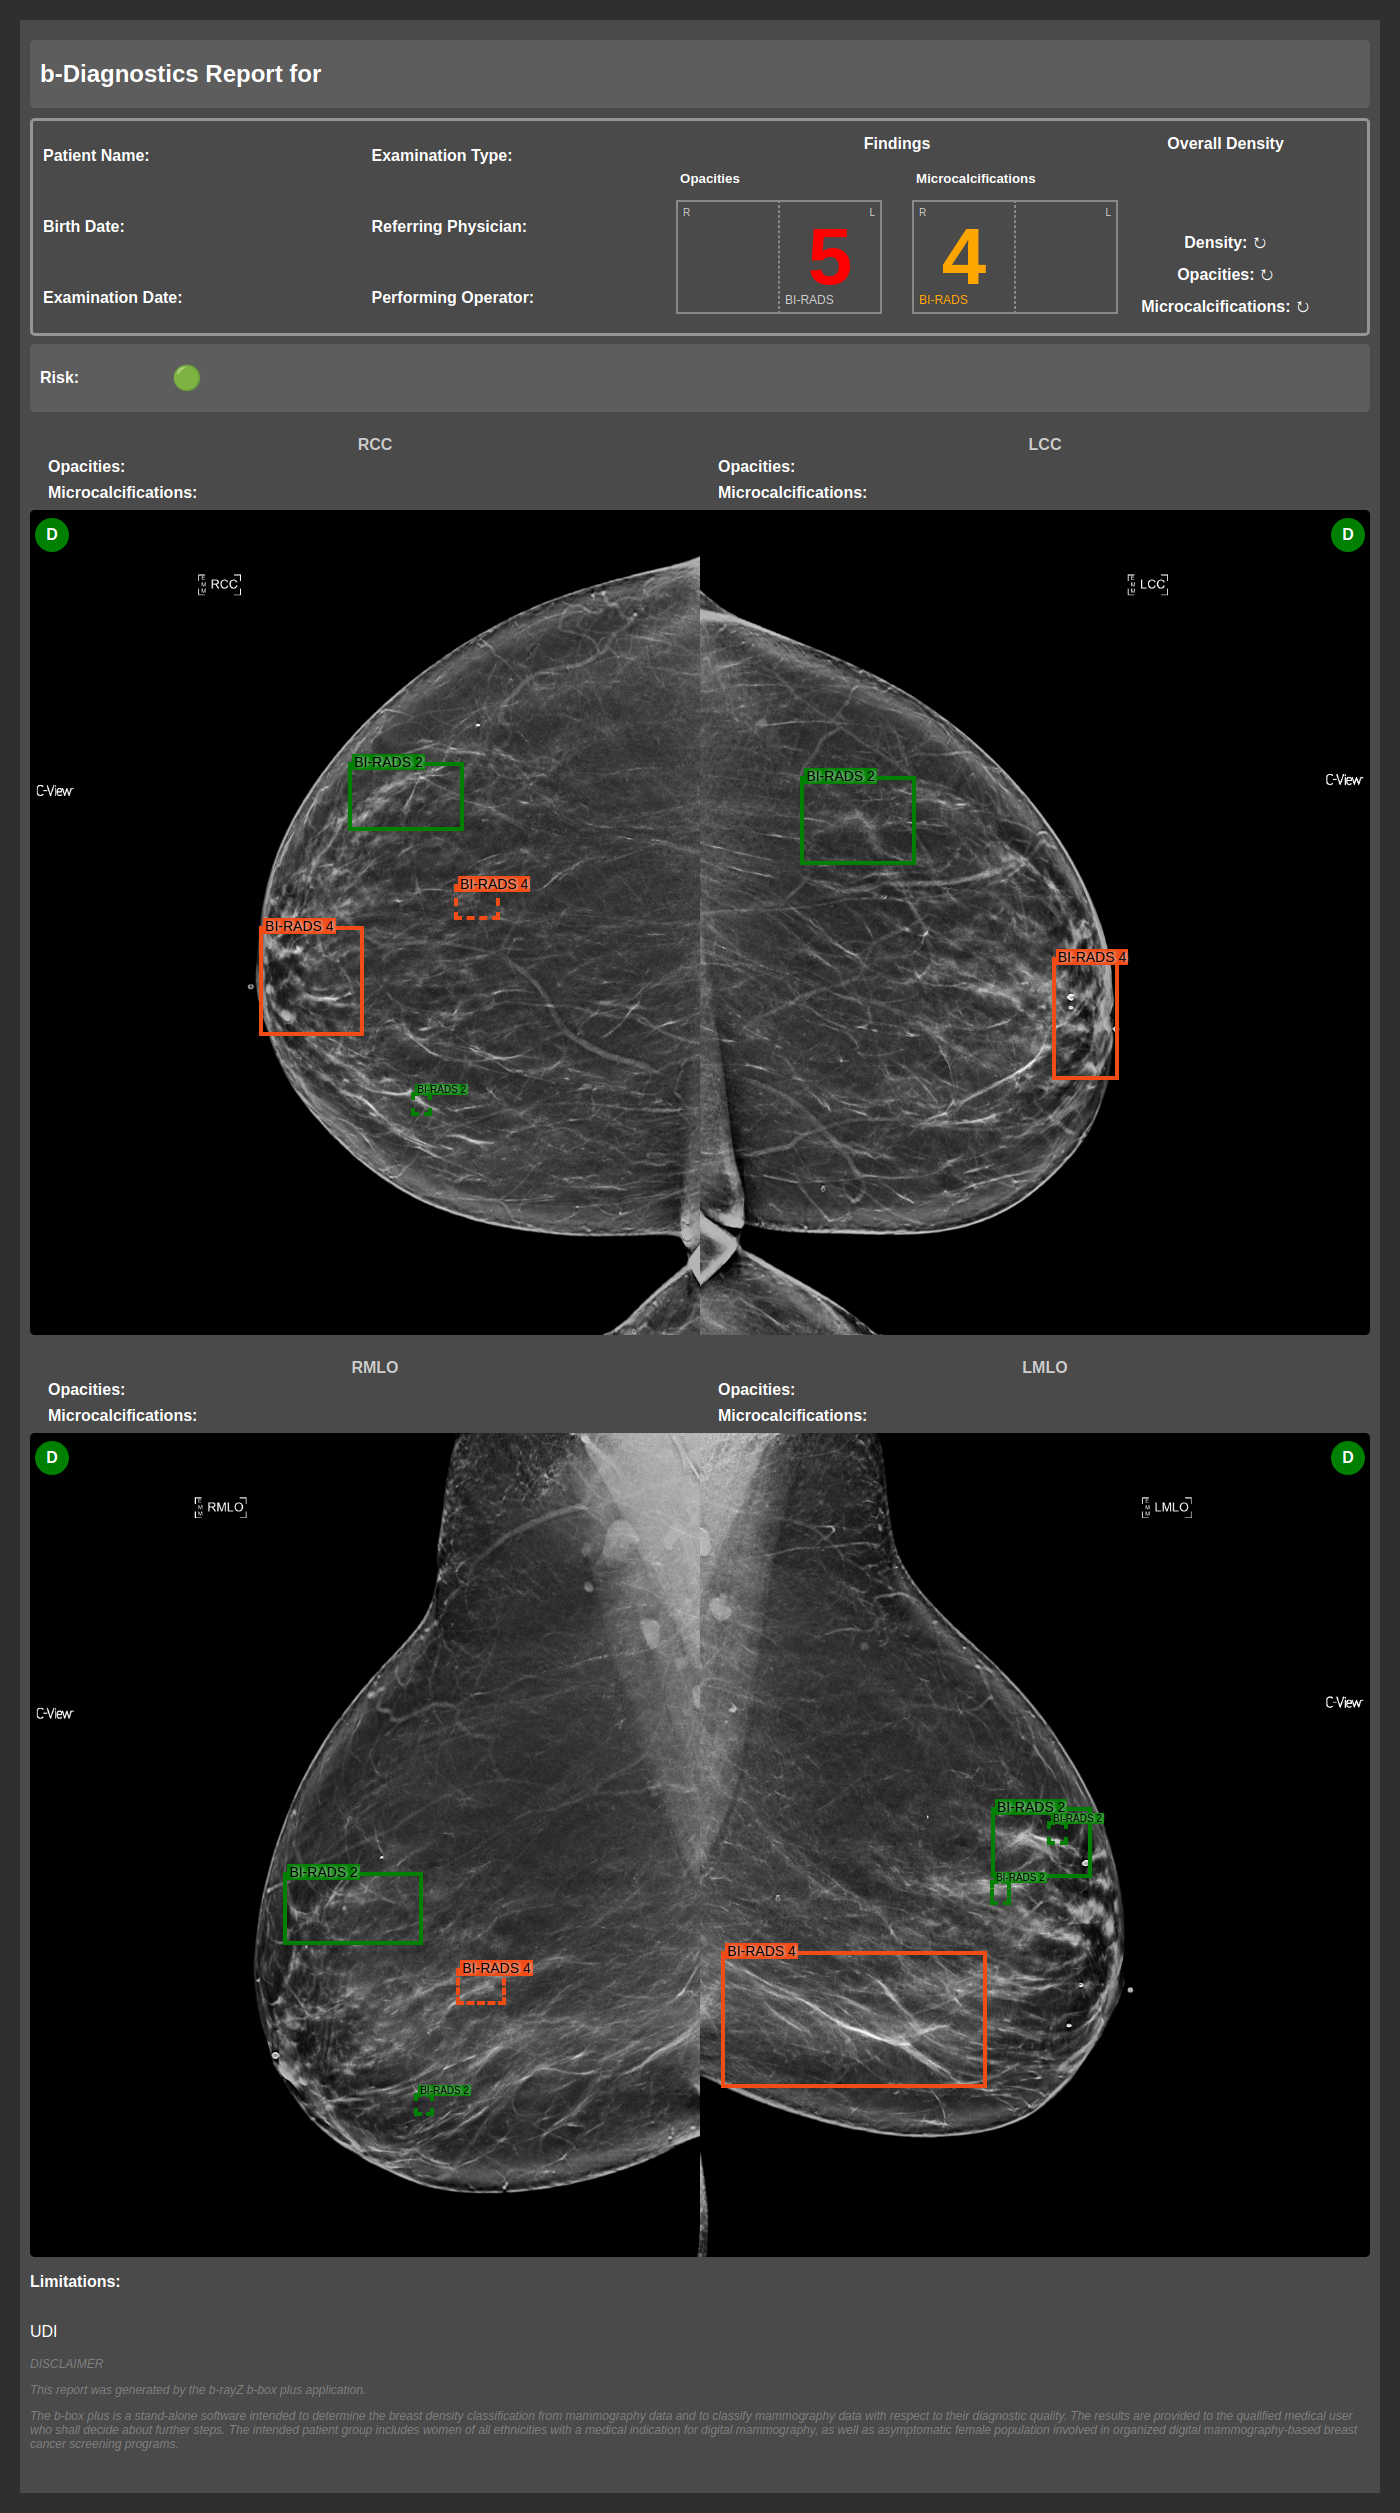 b-Diagnostics Report for
Patient Name:
Examination Type:
Findings
Overall Density
Opacities
Microcalcifications
R
L
R
L
5
4
BI-RADS
BI-RADS
Birth Date:
Referring Physician:
Density: ↻
Opacities: ↻
Examination Date:
Performing Operator:
Microcalcifications: ↻
Risk:
RCC
Opacities:
Microcalcifications:
LCC
Opacities:
Microcalcifications:
D
D
RCC
LCC
BI-RADS 2
BI-RADS 2
C-View
C-View
BI-RADS 4
BI-RADS 4
BI-RADS 4
BI-RADS 2
RMLO
Opacities:
Microcalcifications:
LMLO
Opacities:
Microcalcifications:
D
D
RMLO
LMLO
C-View
C-View
BI-RADS 2
BI-RADS 2
BI-RADS 2
BI-RADS 2
BI-RADS 4
BI-RADS 4
BI-RADS 2
Limitations:
UDI
DISCLAIMER
This report was generated by the b-rayZ b-box plus application.
The b-box plus is a stand-alone software intended to determine the breast density classification from mammography data and to classify mammography data with respect to their diagnostic quality. The results are provided to the qualified medical user
who shall decide about further steps. The intended patient group includes women of all ethnicities with a medical indication for digital mammography, as well as asymptomatic female population involved in organized digital mammography-based breast
cancer screening programs.